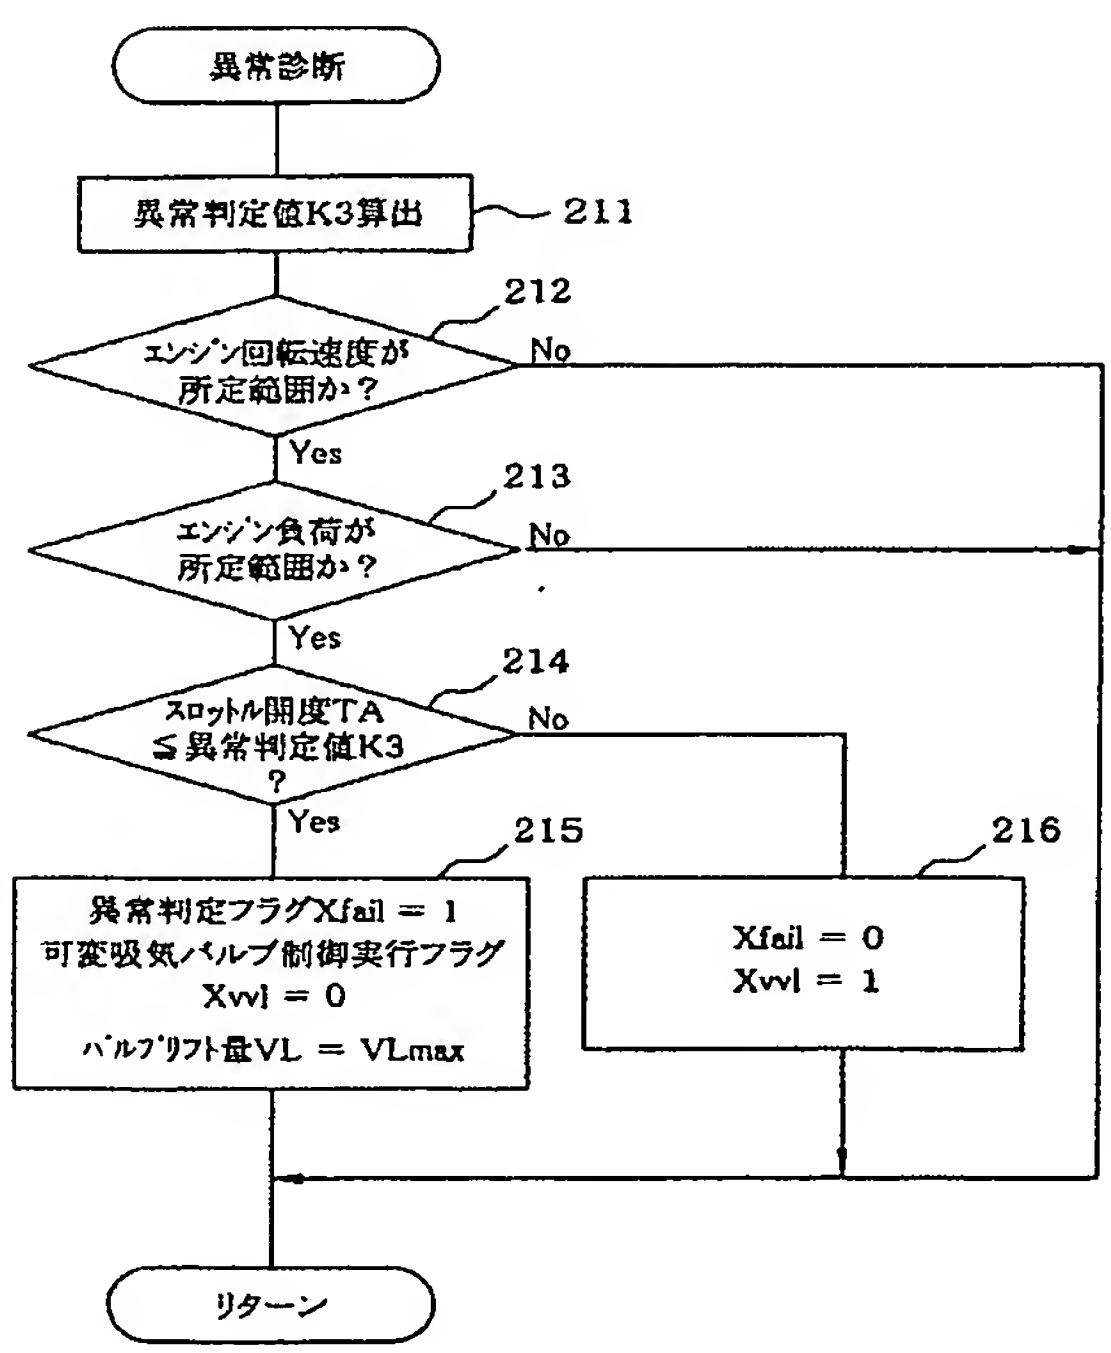 異常診断
異常判定値K3算出
211
212
エンジン回転速度が
所定範囲か?
No
Yes
213
エンジン負荷が
所定範囲か?
No
Yes
214
スロットル開度TA
≦異常判定値K3
?
No
Yes
215
異常判定フラグXfail = 1
可変吸気バルブ制御実行フラグ
Xvvl = 0
バルブリフト量VL = VLmax
216
Xfail = 0
Xvvl = 1
リターン